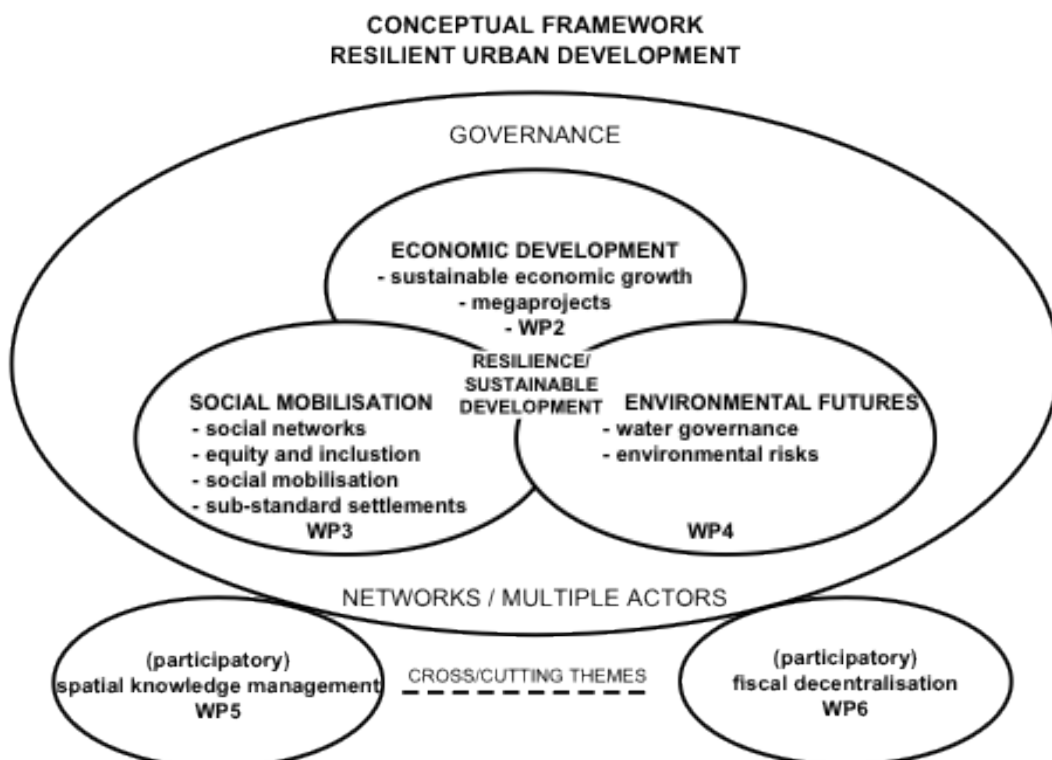 CONCEPTUAL FRAMEWORK
RESILIENT URBAN DEVELOPMENT
GOVERNANCE
ECONOMIC DEVELOPMENT
- sustainable economic growth
- megaprojects
- WP2
RESILIENCE/
SUSTAINABLE
DEVELOPMENT
SOCIAL MOBILISATION
- social networks
- equity and inclustion
- social mobilisation
- sub-standard settlements
WP3
ENVIRONMENTAL FUTURES
- water governance
- environmental risks
WP4
NETWORKS / MULTIPLE ACTORS
(participatory)
spatial knowledge management
WP5
CROSS/CUTTING THEMES
(participatory)
fiscal decentralisation
WP6